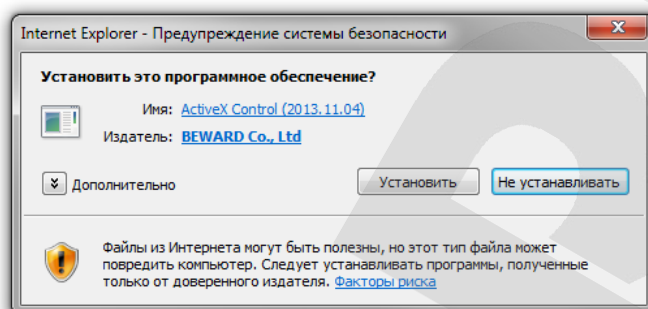 Internet Explorer - Предупреждение системы безопасности
Установить это программное обеспечение?
Имя: ActiveX Control (2013.11.04)
Издатель: BEWARD Co., Ltd
Дополнительно
Установить
Не устанавливать
Файлы из Интернета могут быть полезны, но этот тип файла может
повредить компьютер. Следует устанавливать программы, полученные
только от доверенного издателя. Факторы риска